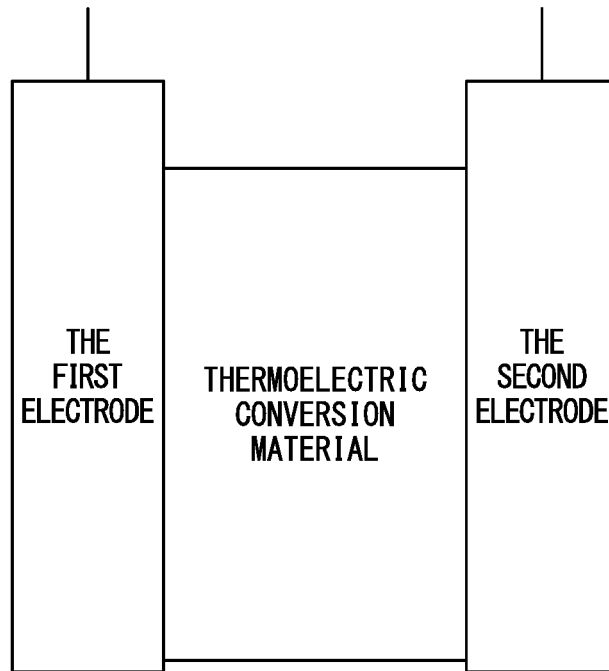 THE
FIRST
ELECTRODE
THERMOELECTRIC
CONVERSION
MATERIAL
THE
SECOND
ELECTRODE